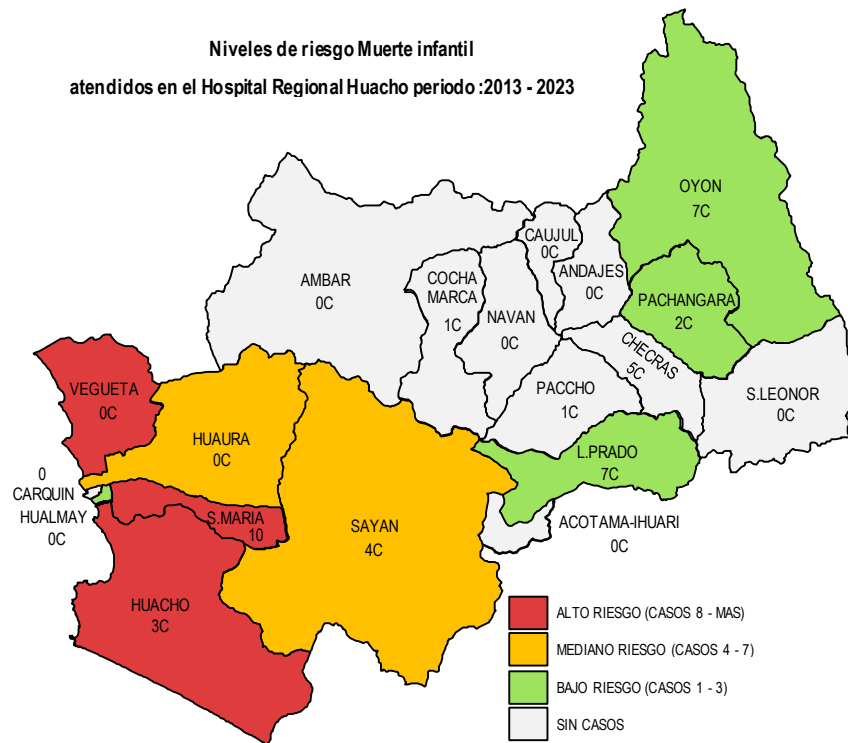 Niveles de riesgo Muerte infantil
atendidos en el Hospital Regional Huacho periodo :2013 - 2023
OYON
7C
CAUJUL
0C
ANDAJES
0C
AMBAR
0C
COCHA
MARCA
1C
NAVAN
0C
PACHANGARA
2C
CHECRAS
5C
VEGUETA
0C
PACCHO
1C
S.LEONOR
0C
HUAURA
0C
L.PRADO
7C
0
CARQUIN
HUALMAY
0C
S.MARIA
10
SAYAN
4C
ACOTAMA-IHUARI
0C
HUACHO
3C
ALTO RIESGO (CASOS 8 - MAS)
MEDIANO RIESGO (CASOS 4 - 7)
BAJO RIESGO (CASOS 1 - 3)
SIN CASOS